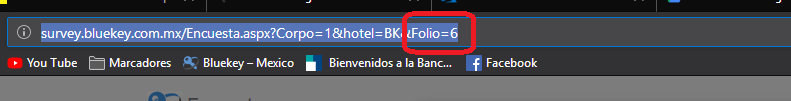 survey.bluekey.com.mx/Encuesta.aspx?Corpo=1&hotel=BK&Folio=6
You Tube Marcadores Bluekey – Mexico Bienvenidos a la Banc... Facebook